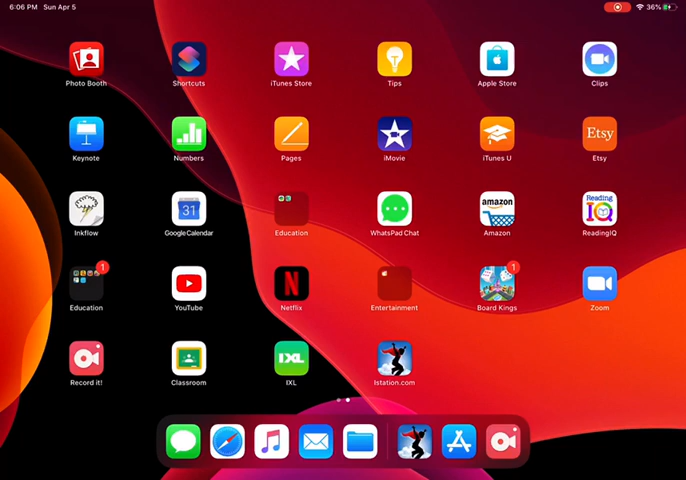 6:06 PM Sun Apr 5 36%
Photo Booth Shortcuts iTunes Store Tips Apple Store Clips
Etsy
Keynote Numbers Pages iMovie iTunes U Etsy
31 amazon Reading IQ
Inkflow Google Calendar Education WhatsPad Chat Amazon ReadingIQ
1 1
Education YouTube Netflix Entertainment Board Kings Zoom
IXL
Record it! Classroom IXL Istation.com